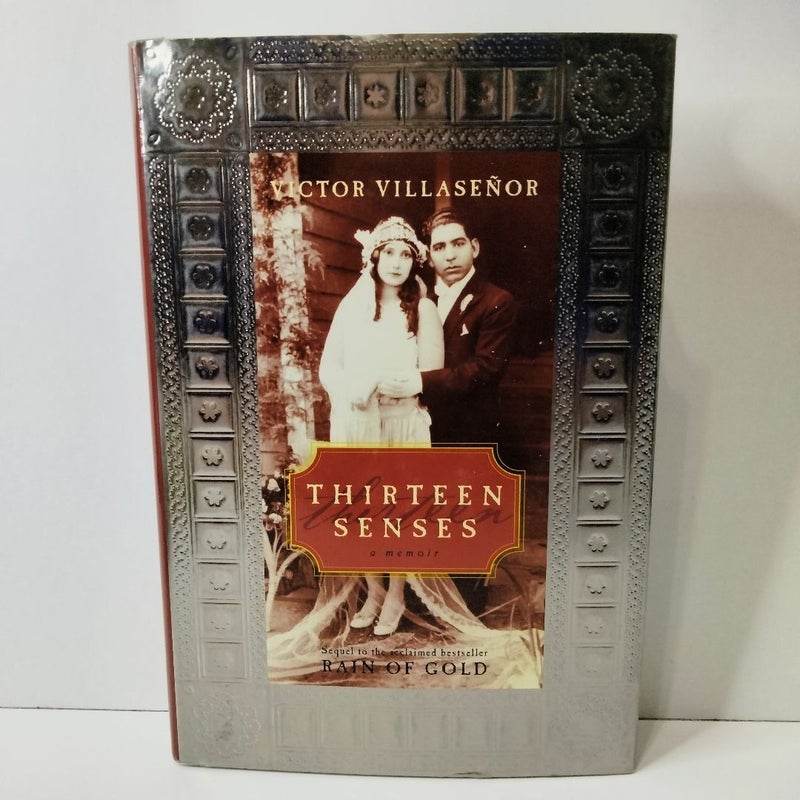 VICTOR VILLASEÑOR
THIRTEEN
SENSES
a memoir
Sequel to the acclaimed bestseller
RAIN OF GOLD